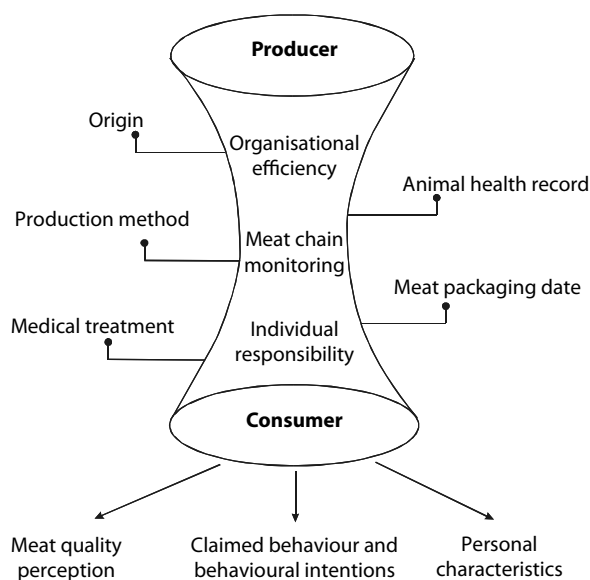 Producer
Origin
Organisational
efficiency
Animal health record
Production method
Meat chain
monitoring
Meat packaging date
Medical treatment
Individual
responsibility
Consumer
Meat quality
perception
Claimed behaviour and
behavioural intentions
Personal
characteristics